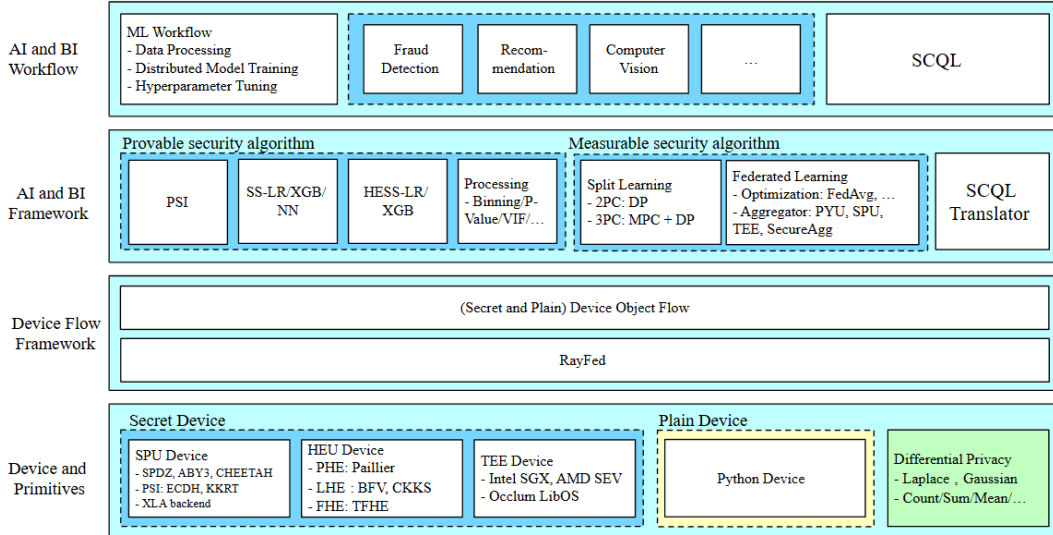 AI and BI
Workflow
ML Workflow
- Data Processing
- Distributed Model Training
- Hyperparameter Tuning
Fraud
Detection
Recom-
mendation
Computer
Vision
…
SCQL
AI and BI
Framework
Provable security algorithm
PSI
SS-LR/XGB/
NN
HESS-LR/
XGB
Processing
- Binning/P-
Value/VIF/…
Measurable security algorithm
Split Learning
- 2PC: DP
- 3PC: MPC + DP
Federated Learning
- Optimization: FedAvg, …
- Aggregator: PYU, SPU,
TEE, SecureAgg
SCQL
Translator
Device Flow
Framework
(Secret and Plain) Device Object Flow
RayFed
Device and
Primitives
Secret Device
SPU Device
- SPDZ, ABY3, CHEETAH
- PSI: ECDH, KKRT
- XLA backend
HEU Device
- PHE: Paillier
- LHE : BFV, CKKS
- FHE: TFHE
TEE Device
- Intel SGX, AMD SEV
- Occlum LibOS
Plain Device
Python Device
Differential Privacy
- Laplace , Gaussian
- Count/Sum/Mean/…